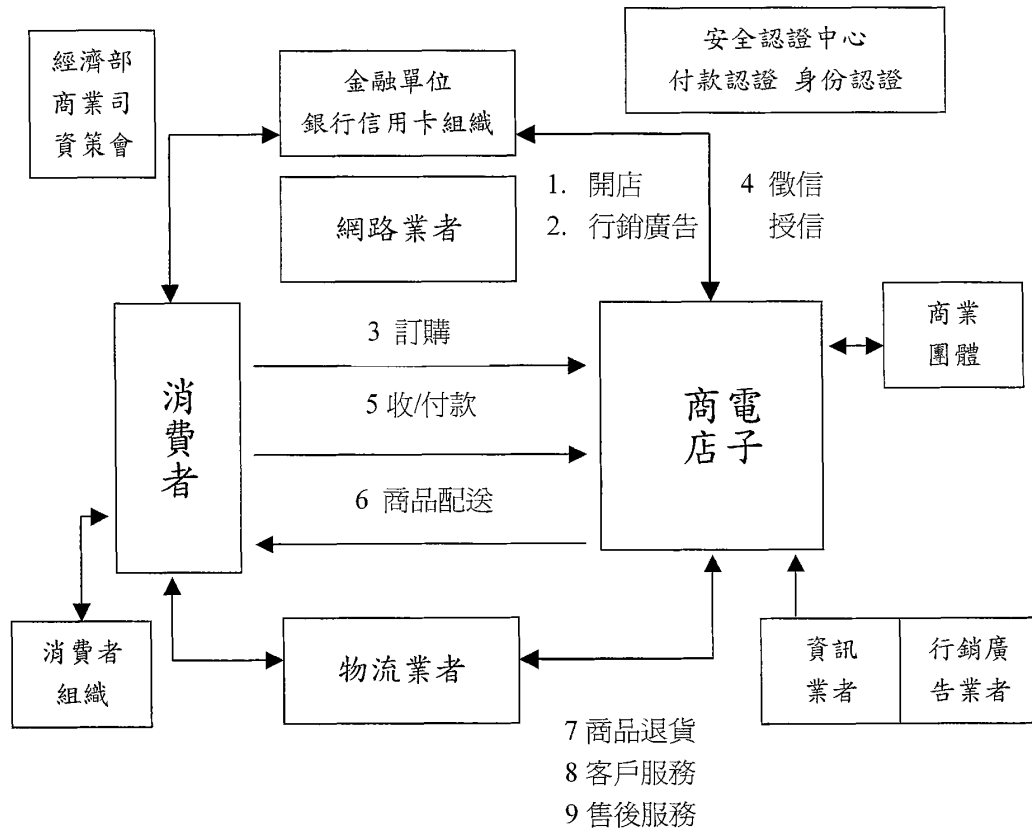 經濟部
商業司
資策會
金融單位
銀行信用卡組織
安全認證中心
付款認證 身份認證
網路業者
1. 開店
2. 行銷廣告
4 徵信
授信
消費者
3 訂購
5 收/付款
6 商品配送
電子
商店
商業
團體
消費者
組織
物流業者
資訊
業者
行銷廣
告業者
7 商品退貨
8 客戶服務
9 售後服務